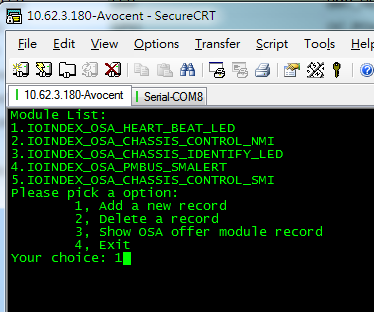 10.62.3.180-Avocent - SecureCRT
File Edit View Options Transfer Script Tools Help
10.62.3.180-Avocent Serial-COM8
Module List:
1.IOINDEX_OSA_HEART_BEAT_LED
2.IOINDEX_OSA_CHASSIS_CONTROL_NMI
3.IOINDEX_OSA_CHASSIS_IDENTIFY_LED
4.IOINDEX_OSA_PMBUS_SMALERT
5.IOINDEX_OSA_CHASSIS_CONTROL_SMI
Please pick a option:
1, Add a new record
2, Delete a record
3, Show OSA offer module record
4, Exit
Your choice: 1